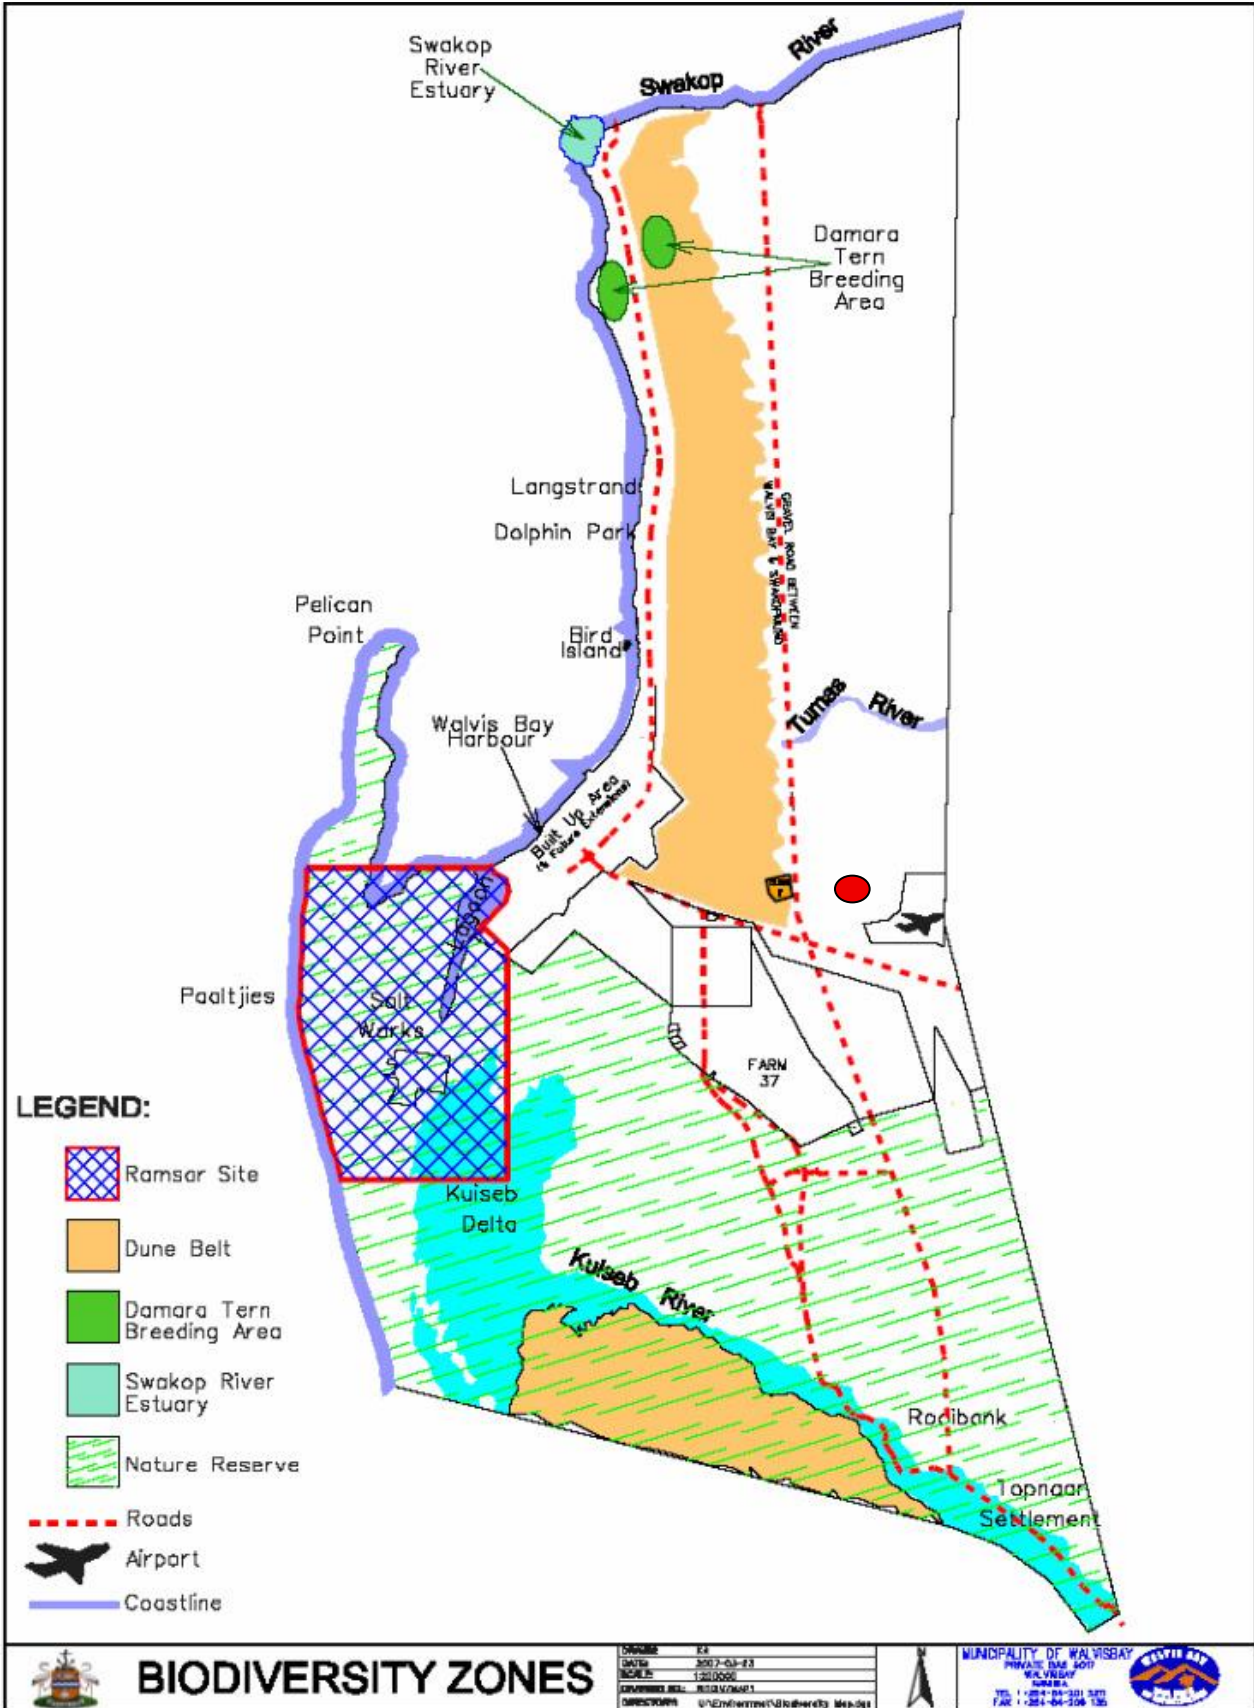 Swakop
River
Estuary
Swakop River
Damara
Tern
Breeding
Area
Langstrand
Dolphin Park
GRAVEL ROAD BETWEEN
WALVIS BAY & SWAKOPMUND
Pelican
Point
Bird
Island
Tumas River
Walvis Bay
Harbour
Built Up Area
(& Future Extensions)
Lagoon
Paaltjies
Salt
Works
FARM
37
Kuiseb
Delta
Kuiseb River
Rooibank
Topnaar
Settlement
LEGEND:
Ramsar Site
Dune Belt
Damara Tern
Breeding Area
Swakop River
Estuary
Nature Reserve
Roads
Airport
Coastline
BIODIVERSITY ZONES
N
MUNICIPALITY OF WALVISBAY